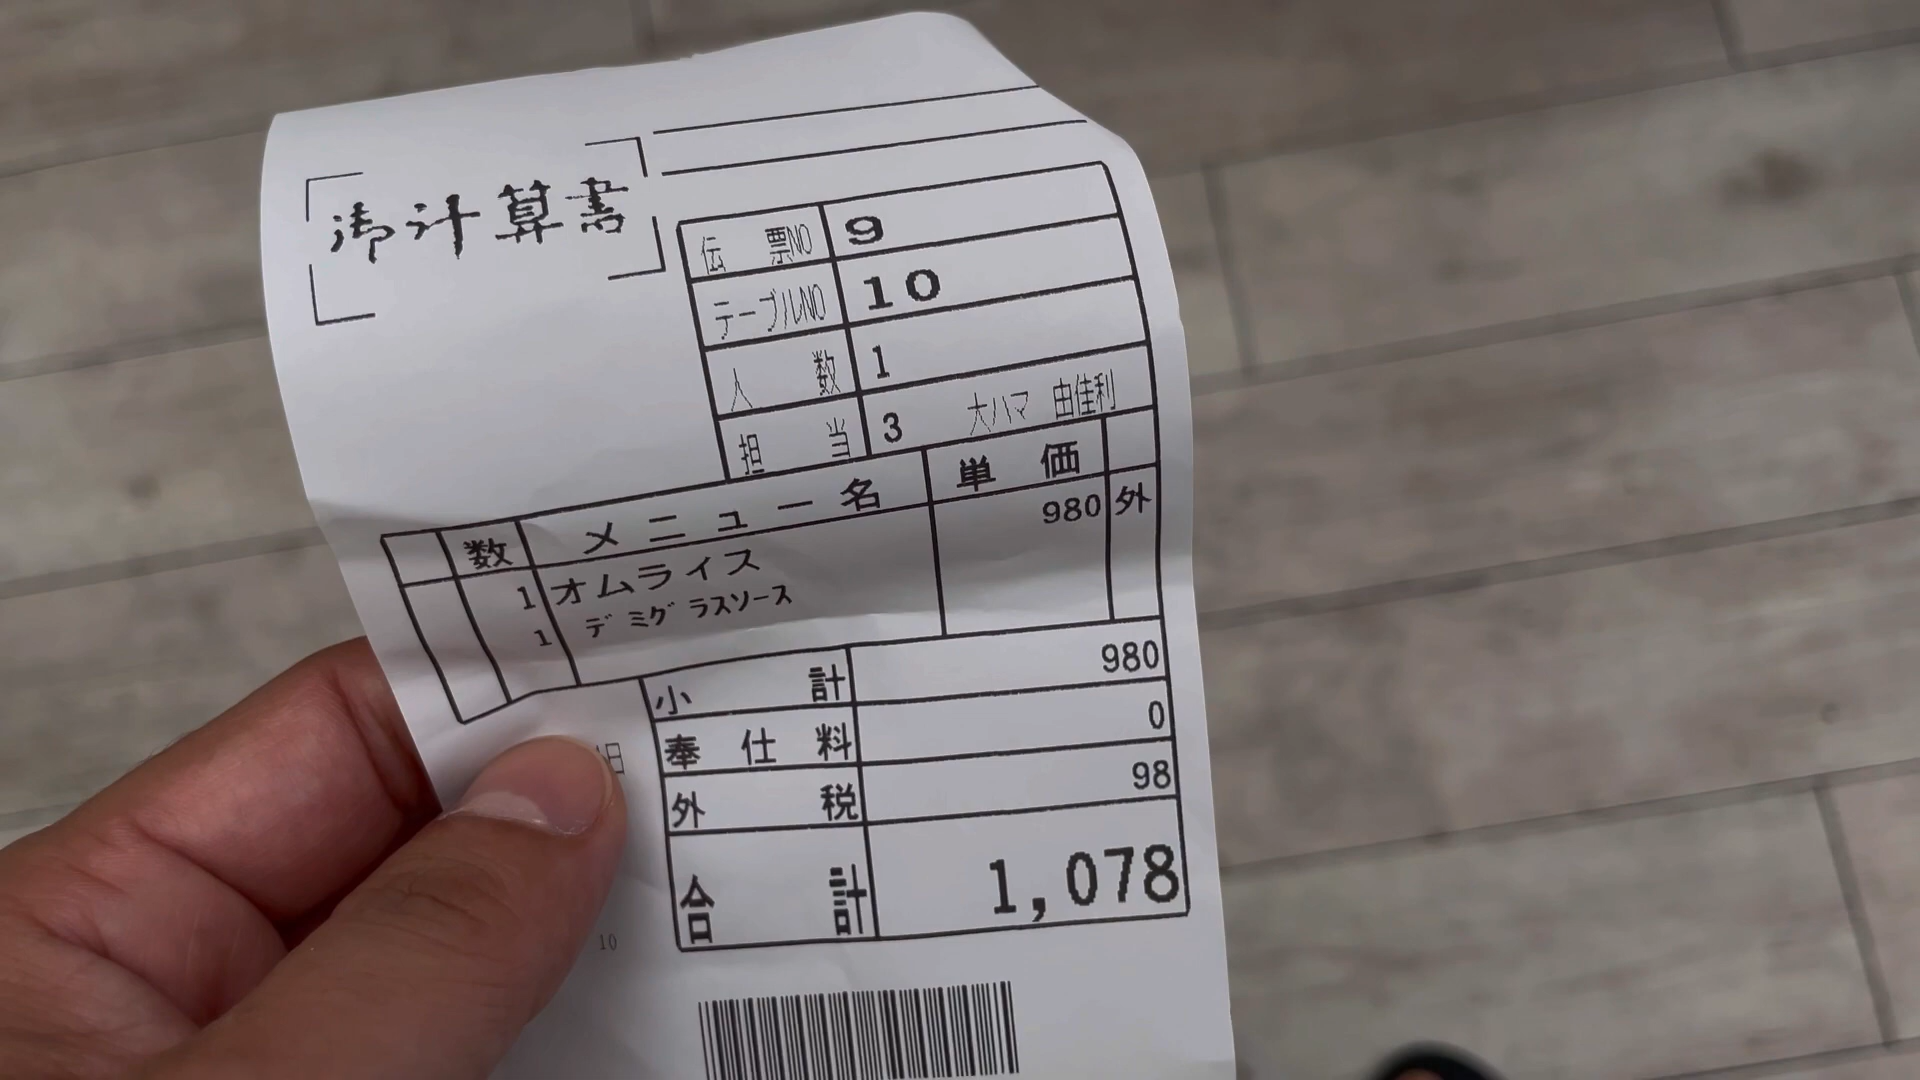 御計算書
伝票NO 9
テーブルNO 10
人数 1
担当 3 大ハマ 由佳利
数 メニュー名 単価
1 オムライス 980 外
1 デミグラスソース
小計 980
奉仕料 0
外税 98
合計 1,078
日
10